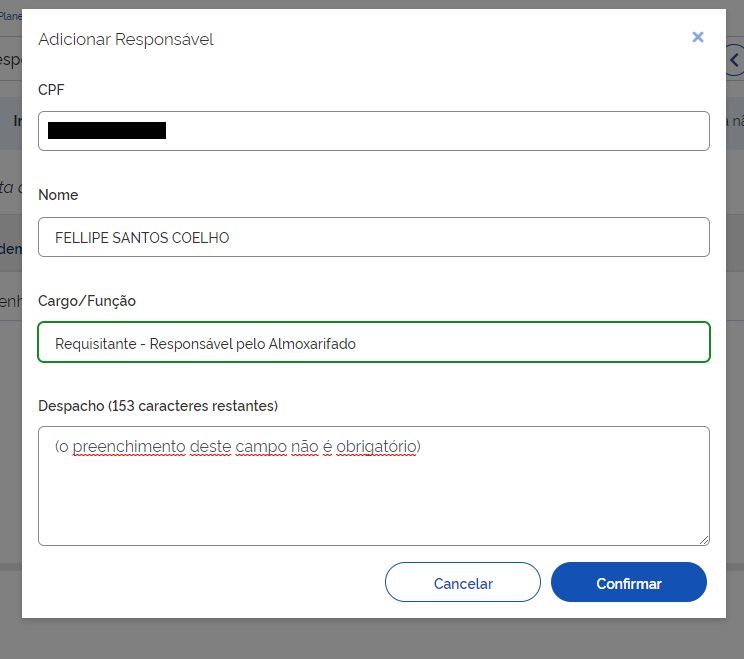 Plane
Adicionar Responsável
CPF
Nome
FELLIPE SANTOS COELHO
Cargo/Função
Requisitante - Responsável pelo Almoxarifado
Despacho (153 caracteres restantes)
(o preenchimento deste campo não é obrigatório)
Cancelar
Confirmar